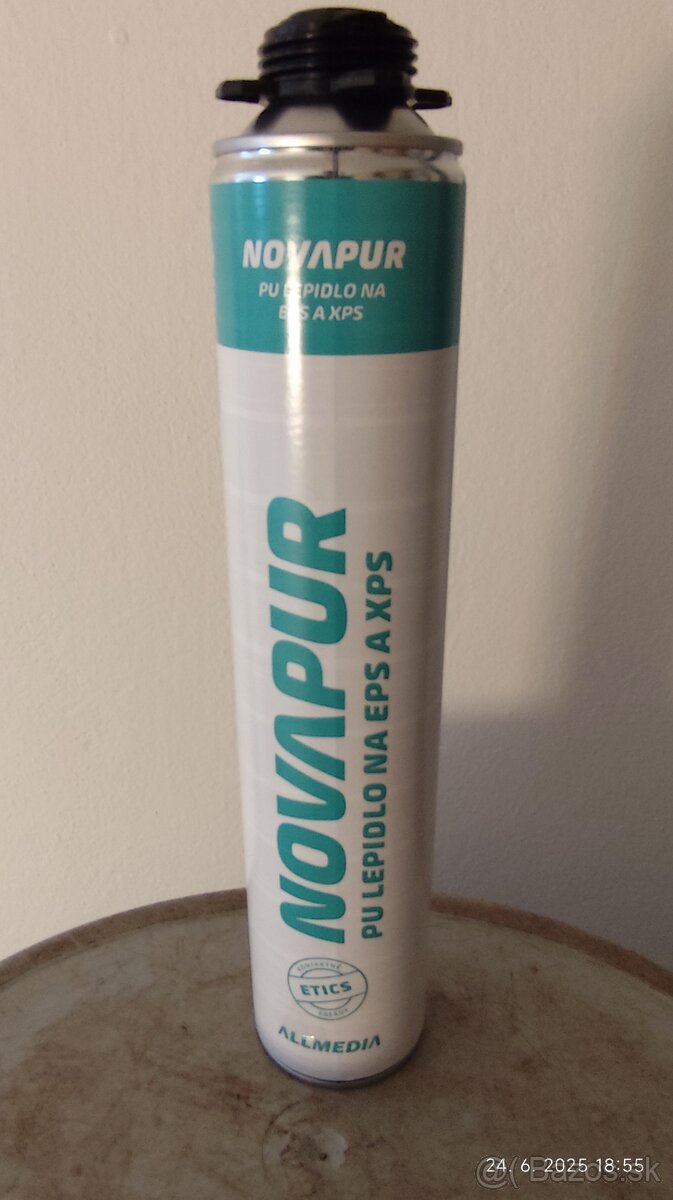 NOVAPUR
PU LEPIDLO NA
EPS A XPS
NOVAPUR
PU LEPIDLO NA EPS A XPS
KONTAKTNÉ
ETICS
ALLMEDIA
24. 6. 2025 18:55
@( Bazos.sk